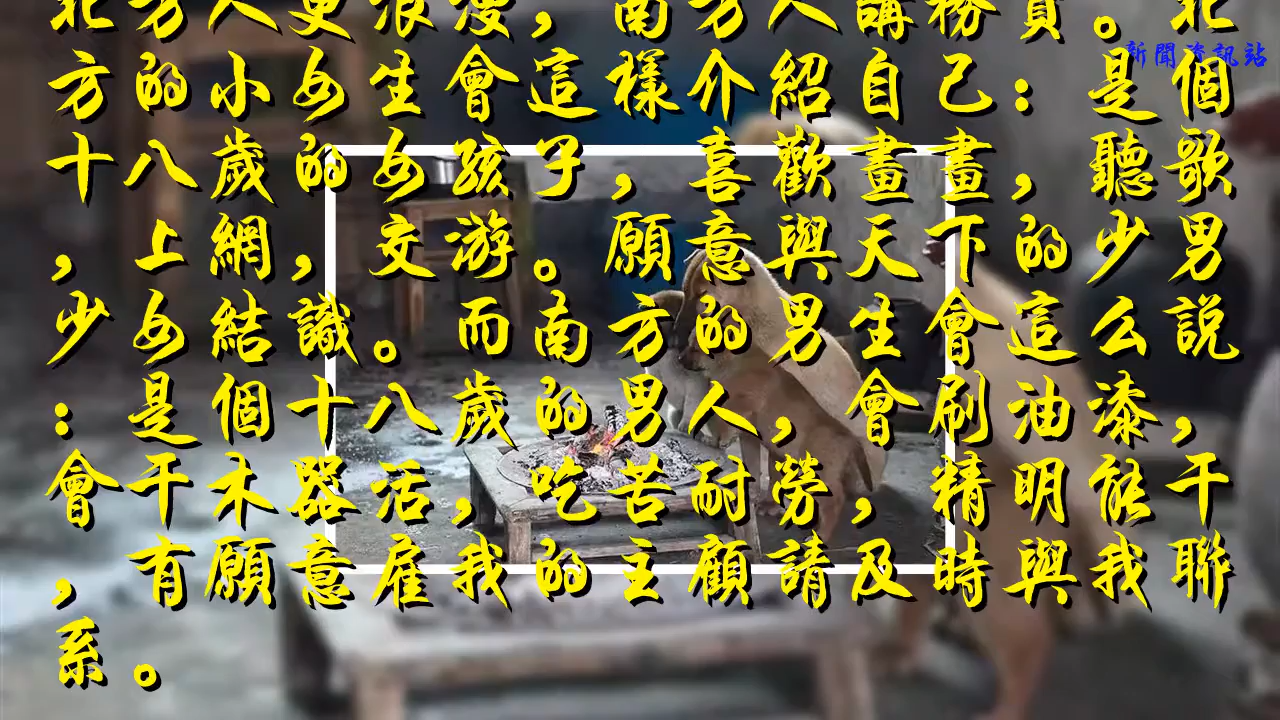 北方人更浪漫，南方人講務實。北
新聞資訊站
方的小女生會這樣介紹自己：是個
十八歲的女孩子，喜歡畫畫，聽歌
，上網，交游。願意與天下的少男
少女結識。而南方的男生會這么說
：是個十八歲的男人，會刷油漆，
會干木器活，吃苦耐勞，精明能干
，有願意雇我的主顧請及時與我聯
系。